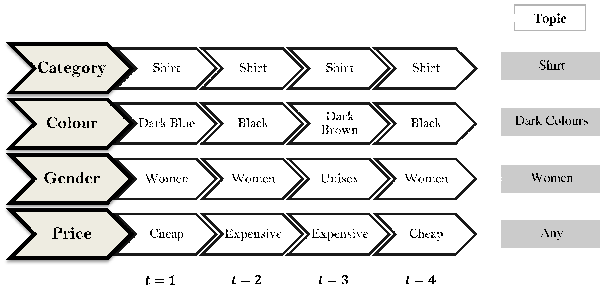 Topic
Category Shirt Shirt Shirt Shirt Shirt
Colour Dark Blue Black Dark Brown Black Dark Colours
Gender Women Women Unisex Women Women
Price Cheap Expensive Expensive Cheap Any
t = 1 t = 2 t = 3 t = 4